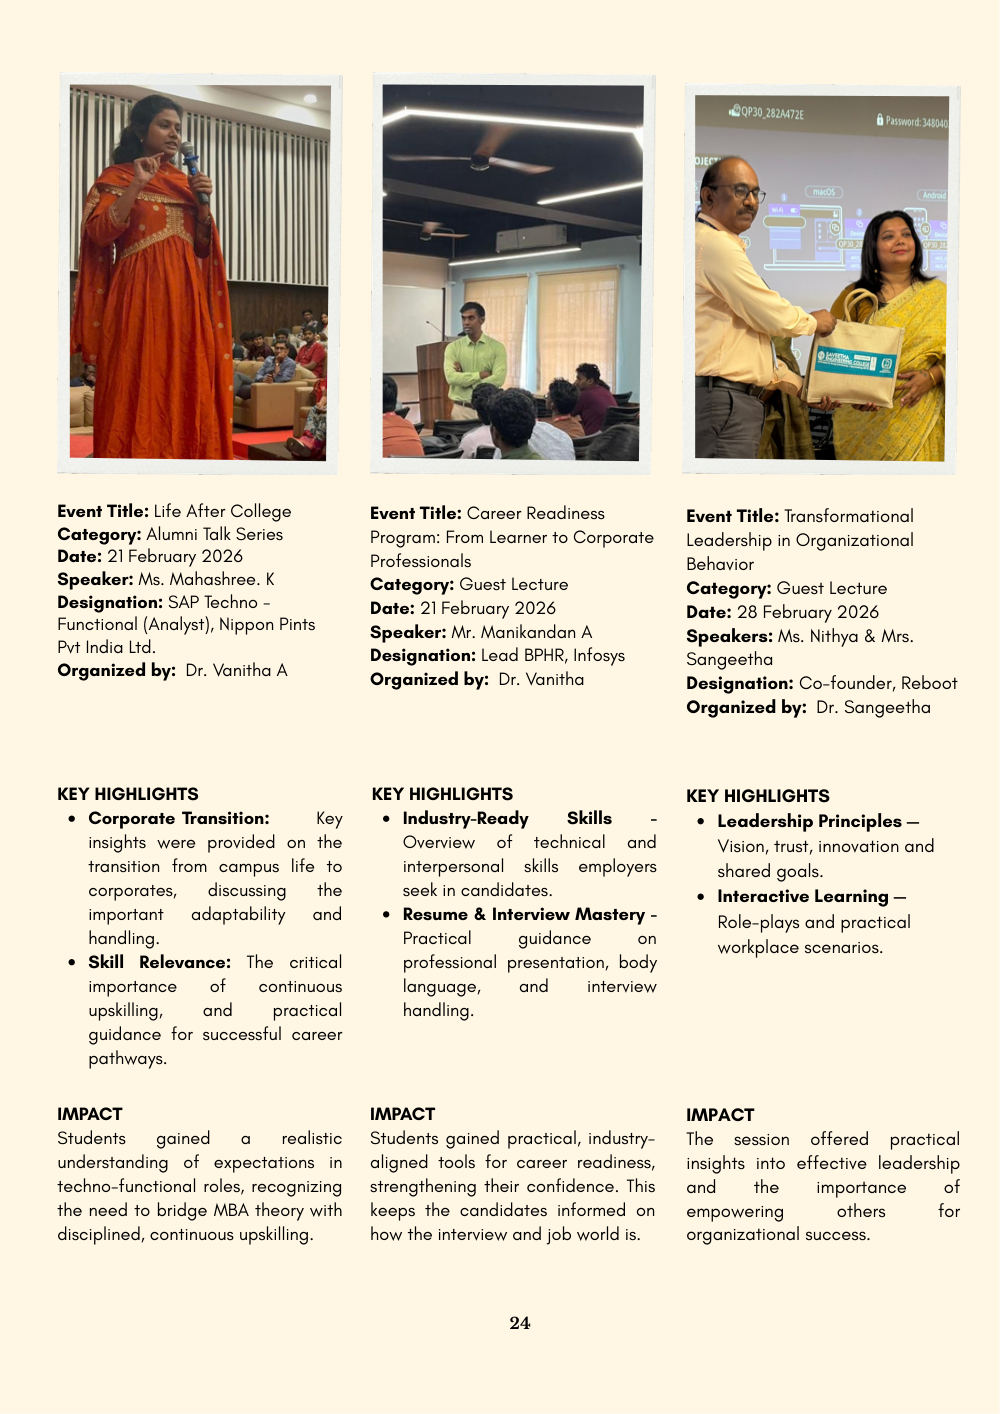 QP30_282A472E
Password: 348040
macOS
Android
Wi-Fi
SAVEETHA
ENGINEERING COLLEGE
Event Title: Life After College
Category: Alumni Talk Series
Date: 21 February 2026
Speaker: Ms. Mahashree. K
Designation: SAP Techno -
Functional (Analyst), Nippon Pints
Pvt India Ltd.
Organized by: Dr. Vanitha A
Event Title: Career Readiness
Program: From Learner to Corporate
Professionals
Category: Guest Lecture
Date: 21 February 2026
Speaker: Mr. Manikandan A
Designation: Lead BPHR, Infosys
Organized by: Dr. Vanitha
Event Title: Transformational
Leadership in Organizational
Behavior
Category: Guest Lecture
Date: 28 February 2026
Speakers: Ms. Nithya & Mrs.
Sangeetha
Designation: Co-founder, Reboot
Organized by: Dr. Sangeetha
KEY HIGHLIGHTS
• Corporate Transition: Key
insights were provided on the
transition from campus life to
corporates, discussing the
important adaptability and
handling.
• Skill Relevance: The critical
importance of continuous
upskilling, and practical
guidance for successful career
pathways.
KEY HIGHLIGHTS
• Industry-Ready Skills -
Overview of technical and
interpersonal skills employers
seek in candidates.
• Resume & Interview Mastery -
Practical guidance on
professional presentation, body
language, and interview
handling.
KEY HIGHLIGHTS
• Leadership Principles —
Vision, trust, innovation and
shared goals.
• Interactive Learning —
Role-plays and practical
workplace scenarios.
IMPACT
Students gained a realistic
understanding of expectations in
techno-functional roles, recognizing
the need to bridge MBA theory with
disciplined, continuous upskilling.
IMPACT
Students gained practical, industry-
aligned tools for career readiness,
strengthening their confidence. This
keeps the candidates informed on
how the interview and job world is.
IMPACT
The session offered practical
insights into effective leadership
and the importance of
empowering others for
organizational success.
24